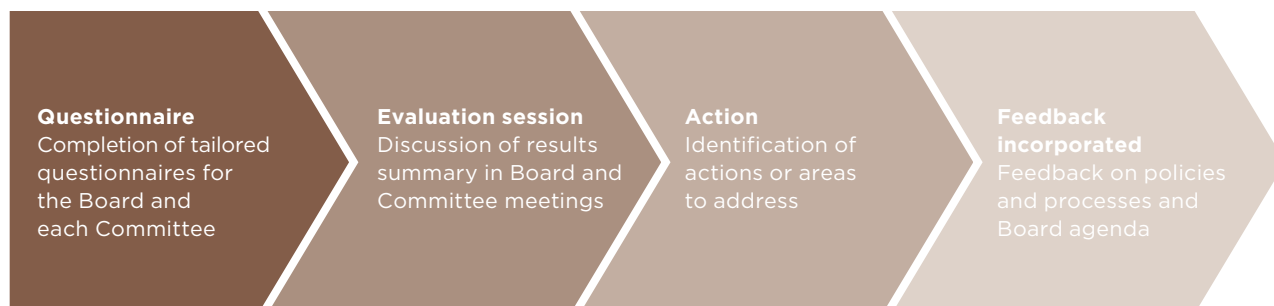 Questionnaire
Completion of tailored
questionnaires for
the Board and
each Committee
Evaluation session
Discussion of results
summary in Board and
Committee meetings
Action
Identification of
actions or areas
to address
Feedback
incorporated
Feedback on policies
and processes and
Board agenda